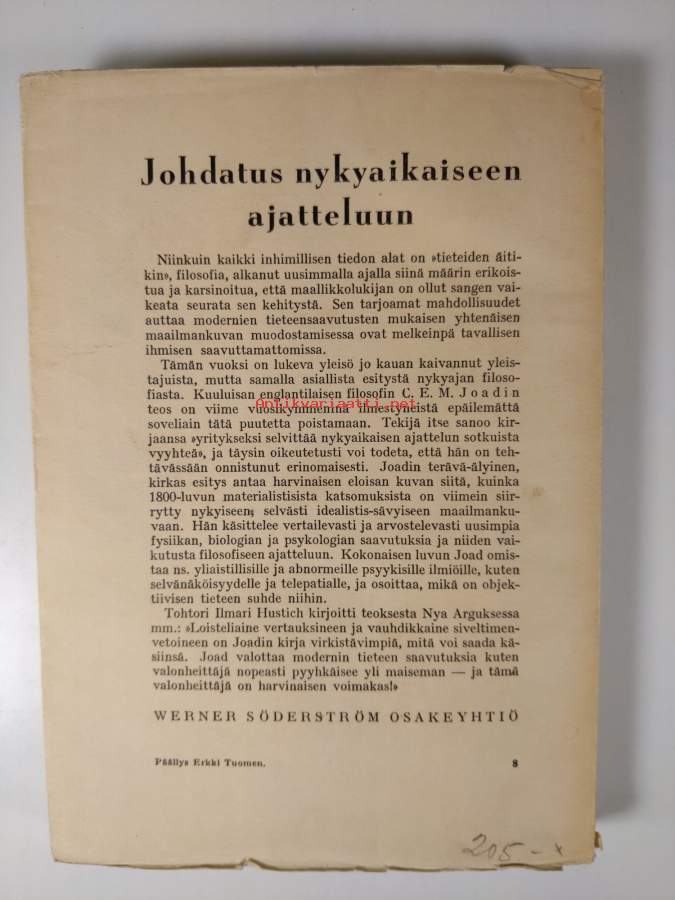 Johdatus nykyaikaiseen
ajatteluun
Niinkuin kaikki inhimillisen tiedon alat on »tieteiden äiti-
kin», filosofia, alkanut uusimmalla ajalla siinä määrin erikois-
tua ja karsinoitua, että maallikkolukijan on ollut sangen vai-
keata seurata sen kehitystä. Sen tarjoamat mahdollisuudet
auttaa modernien tieteensaavutusten mukaisen yhtenäisen
maailmankuvan muodostamisessa ovat melkeinpä tavallisen
ihmisen saavuttamattomissa.
Tämän vuoksi on lukeva yleisö jo kauan kaivannut yleis-
tajuista, mutta samalla asiallista esitystä nykyajan filoso-
fiasta. Kuuluisan englantilaisen filosofin C. E. M. Joadin
Antikvariaatti.net
teos on viime vuosikymmeninä ilmestyneistä epäilemättä
soveliain tätä puutetta poistamaan. Tekijä itse sanoo kir-
jaansa »yritykseksi selvittää nykyaikaisen ajattelun sotkuista
vyyhteä», ja täysin oikeutetusti voi todeta, että hän on teh-
tävässään onnistunut erinomaisesti. Joadin terävä-älyinen,
kirkas esitys antaa harvinaisen eloisan kuvan siitä, kuinka
1800-luvun materialistisista katsomuksista on viimein siir-
rytty nykyiseen, selvästi idealistis-sävyiseen maailmanku-
vaan. Hän käsittelee vertailevasti ja arvostelevasti uusimpia
fysiikan, biologian ja psykologian saavutuksia ja niiden vai-
kutusta filosofiseen ajatteluun. Kokonaisen luvun Joad omis-
taa ns. yliaistillisille ja abnormeille psyykisille ilmiöille, kuten
selvänäköisyydelle ja telepatialle, ja osoittaa, mikä on objek-
tiivisen tieteen suhde niihin.
Tohtori Ilmari Hustich kirjoitti teoksesta Nya Arguksessa
mm.: »Loisteliaine vertauksineen ja vauhdikkaine siveltimen-
vetoineen on Joadin kirja virkistävimpiä, mitä voi saada kä-
siinsä. Joad valottaa modernin tieteen saavutuksia kuten
valonheittäjä nopeasti pyyhkäisee yli maiseman — ja tämä
valonheittäjä on harvinaisen voimakas!»
WERNER SÖDERSTRÖM OSAKEYHTIÖ
Päällys Erkki Tuomen. 8
205 - x